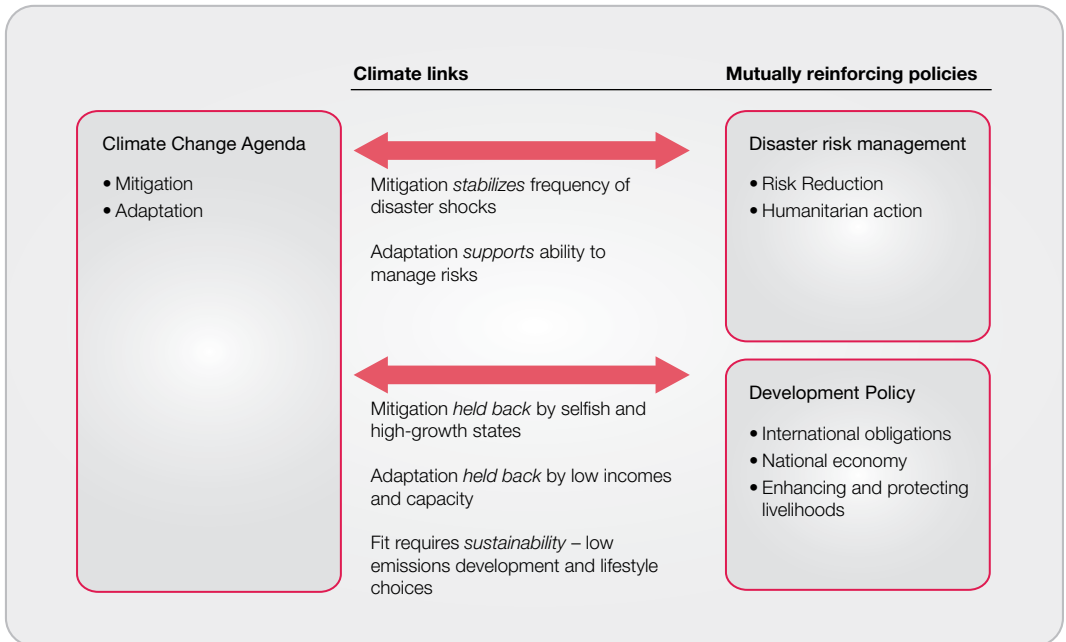 Climate links
Mutually reinforcing policies
Climate Change Agenda
• Mitigation
• Adaptation
Mitigation stabilizes frequency of
disaster shocks
Adaptation supports ability to
manage risks
Disaster risk management
• Risk Reduction
• Humanitarian action
Mitigation held back by selfish and
high-growth states
Adaptation held back by low incomes
and capacity
Fit requires sustainability – low
emissions development and lifestyle
choices
Development Policy
• International obligations
• National economy
• Enhancing and protecting
livelihoods